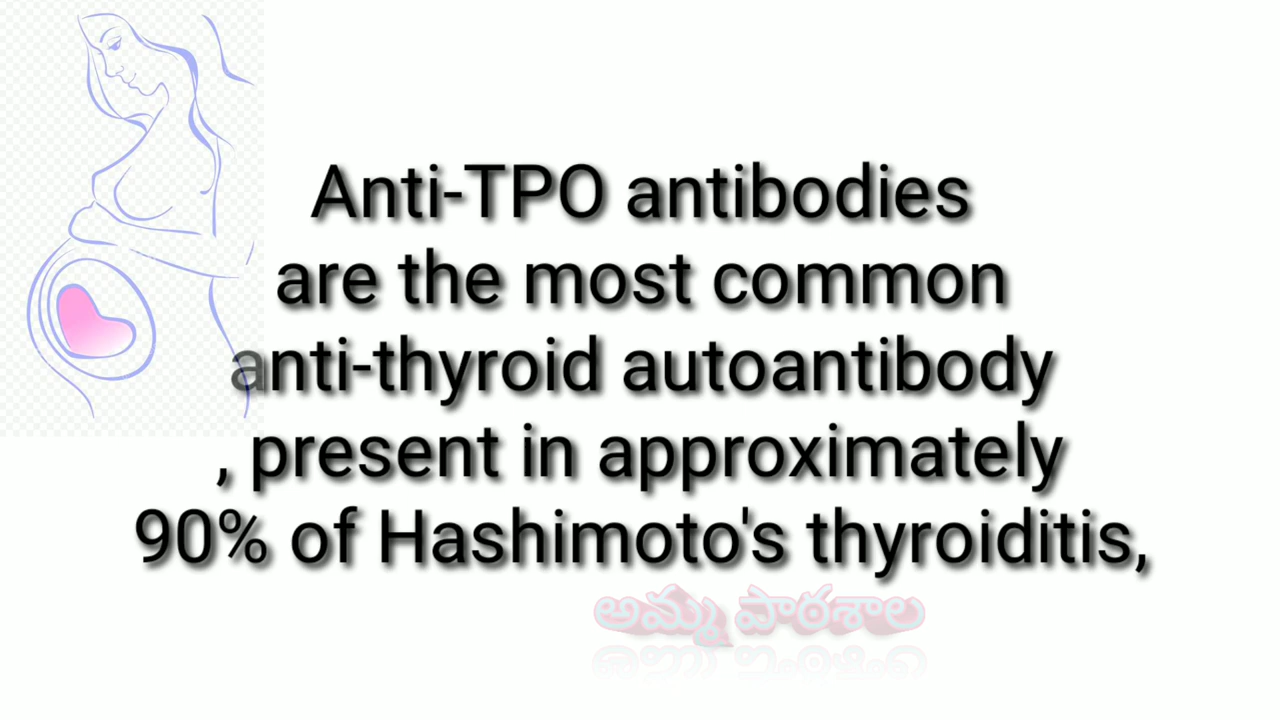 Anti-TPO antibodies
are the most common
anti-thyroid autoantibody
, present in approximately
90% of Hashimoto's thyroiditis,
అమ్మ పాఠశాల